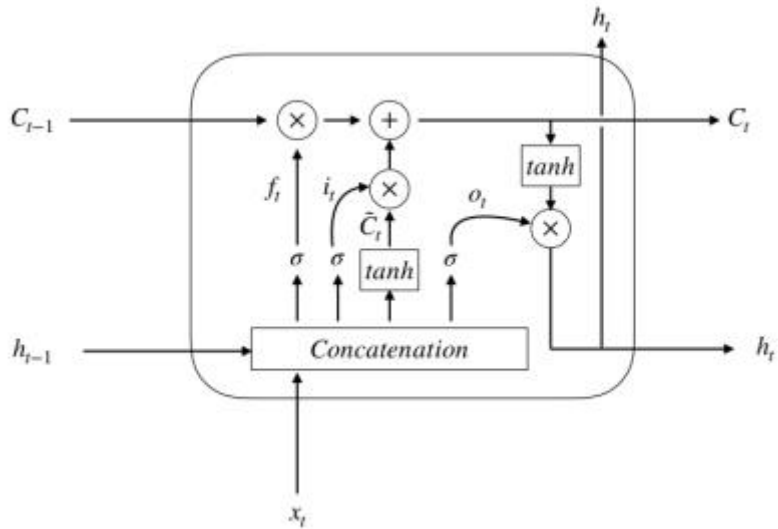 h_t
C_{t-1} × + C_t
tanh
f_t i_t × o_t ×
C̃_t
σ σ tanh σ
h_{t-1} Concatenation h_t
x_t